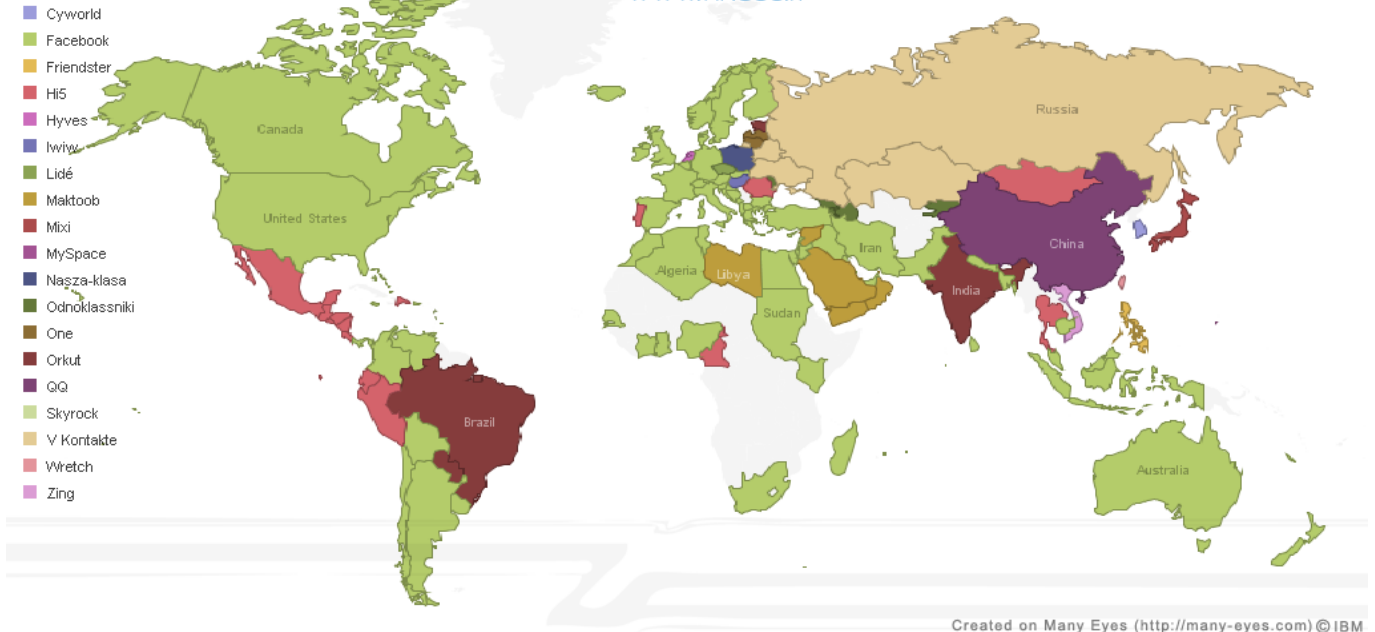 Cyworld
Facebook
Friendster
Hi5
Hyves
Iwiw
Lidé
Maktoob
Mixi
MySpace
Nasza-klasa
Odnoklassniki
One
Orkut
QQ
Skyrock
V Kontakte
Wretch
Zing
Canada
United States
Brazil
Russia
China
India
Iran
Algeria
Libya
Sudan
Australia
Created on Many Eyes (http://many-eyes.com) © IBM